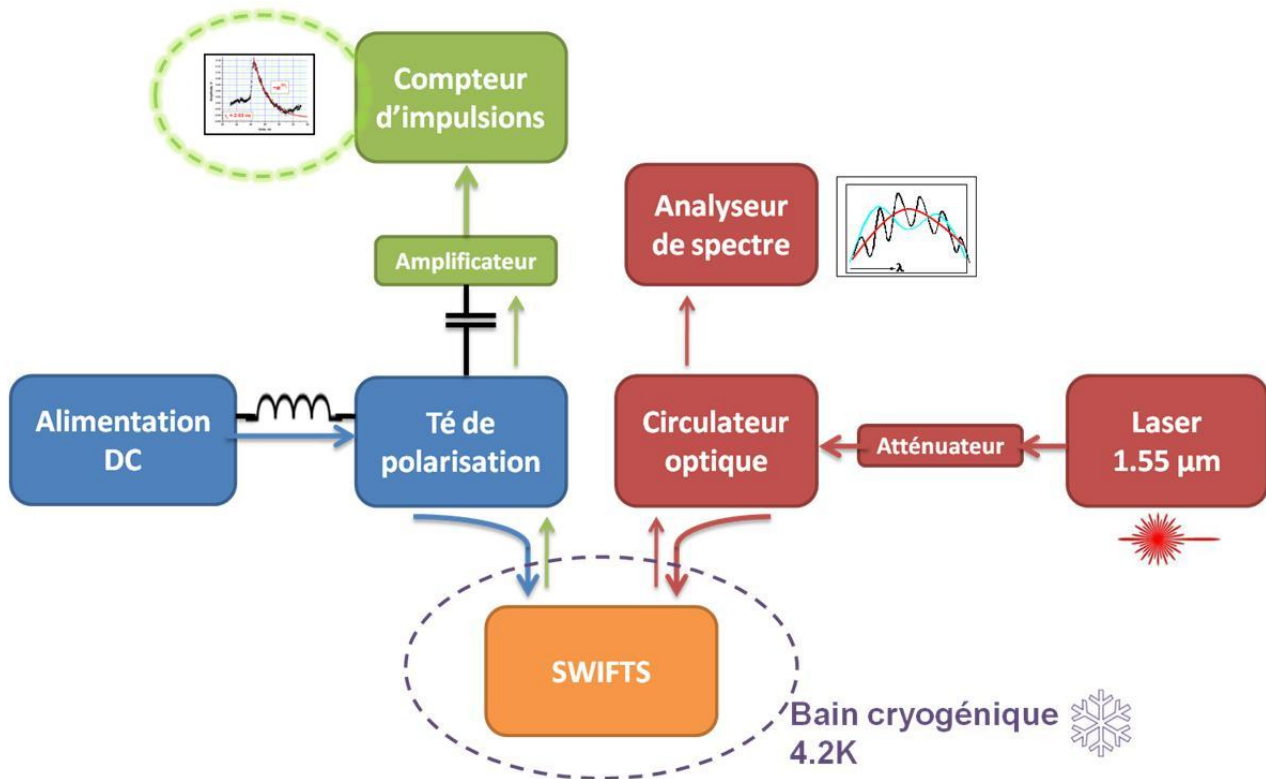 Compteur
d'impulsions
Analyseur
de spectre
λ
Amplificateur
Alimentation
DC
Té de
polarisation
Circulateur
optique
Atténuateur
Laser
1.55 µm
SWIFTS
Bain cryogénique
4.2K